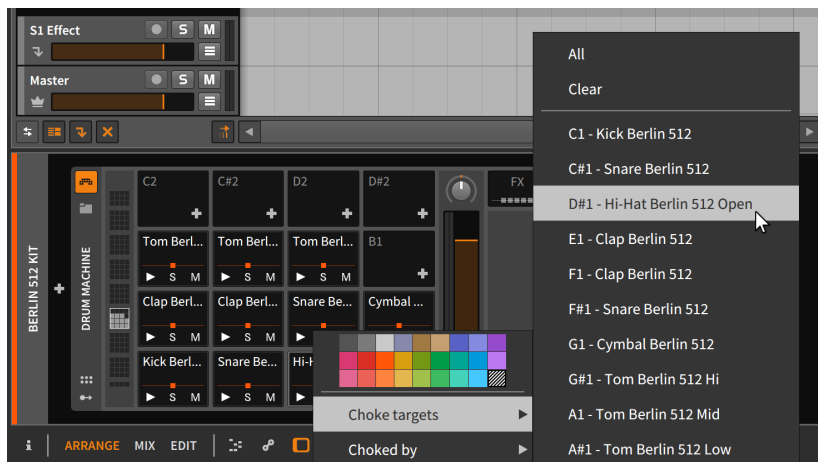 S1 Effect
S M
Master
S M
BERLIN 512 KIT
DRUM MACHINE
C2 C#2 D2 D#2 FX
Tom Berl... Tom Berl... Tom Berl... B1
S M S M S M
Clap Berl... Clap Berl... Snare Be... Cymbal ...
S M S M
Kick Berl... Snare Be... Hi-H
S M S M
Choke targets
Choked by
All
Clear
C1 - Kick Berlin 512
C#1 - Snare Berlin 512
D#1 - Hi-Hat Berlin 512 Open
E1 - Clap Berlin 512
F1 - Clap Berlin 512
F#1 - Snare Berlin 512
G1 - Cymbal Berlin 512
G#1 - Tom Berlin 512 Hi
A1 - Tom Berlin 512 Mid
A#1 - Tom Berlin 512 Low
i ARRANGE MIX EDIT